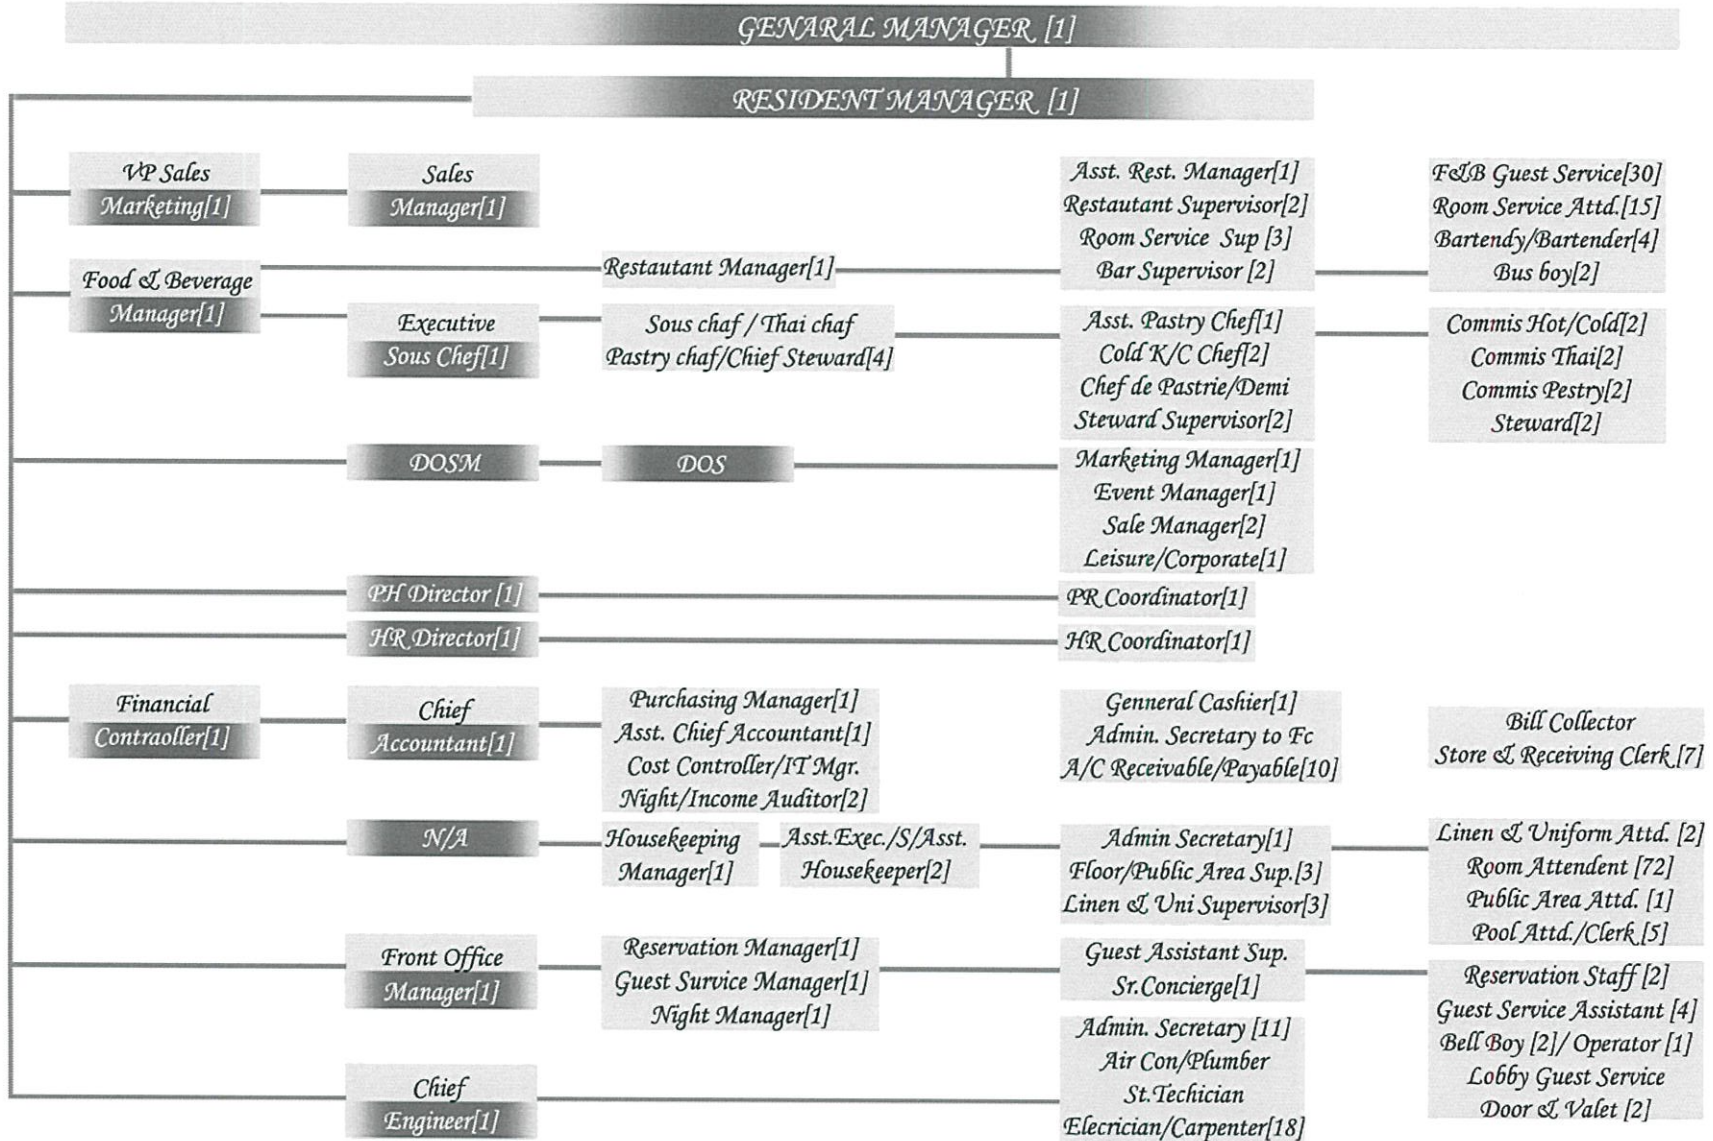 GENARAL MANAGER [1]
RESIDENT MANAGER [1]
VP Sales
Marketing[1]
Sales
Manager[1]
Asst. Rest. Manager[1]
Restautant Supervisor[2]
Room Service Sup [3]
Bar Supervisor [2]
F&B Guest Service[30]
Room Service Attd.[15]
Bartendy/Bartender[4]
Bus boy[2]
Food & Beverage
Manager[1]
Restautant Manager[1]
Executive
Sous Chef[1]
Sous chaf / Thai chaf
Pastry chaf/Chief Steward[4]
Asst. Pastry Chef[1]
Cold K/C Chef[2]
Chef de Pastrie/Demi
Steward Supervisor[2]
Commis Hot/Cold[2]
Commis Thai[2]
Commis Pestry[2]
Steward[2]
DOSM
DOS
Marketing Manager[1]
Event Manager[1]
Sale Manager[2]
Leisure/Corporate[1]
PH Director [1]
PR Coordinator[1]
HR Director[1]
HR Coordinator[1]
Financial
Contraoller[1]
Chief
Accountant[1]
Purchasing Manager[1]
Asst. Chief Accountant[1]
Cost Controller/IT Mgr.
Night/Income Auditor[2]
Genneral Cashier[1]
Admin. Secretary to Fc
A/C Receivable/Payable[10]
Bill Collector
Store & Receiving Clerk [7]
N/A
Housekeeping
Manager[1]
Asst.Exec./S/Asst.
Housekeeper[2]
Admin Secretary[1]
Floor/Public Area Sup.[3]
Linen & Uni Supervisor[3]
Linen & Uniform Attd. [2]
Room Attendent [72]
Public Area Attd. [1]
Pool Attd./Clerk [5]
Front Office
Manager[1]
Reservation Manager[1]
Guest Survice Manager[1]
Night Manager[1]
Guest Assistant Sup.
Sr.Concierge[1]
Reservation Staff [2]
Guest Service Assistant [4]
Bell Boy [2]/ Operator [1]
Lobby Guest Service
Door & Valet [2]
Chief
Engineer[1]
Admin. Secretary [11]
Air Con/Plumber
St.Techician
Elecrician/Carpenter[18]